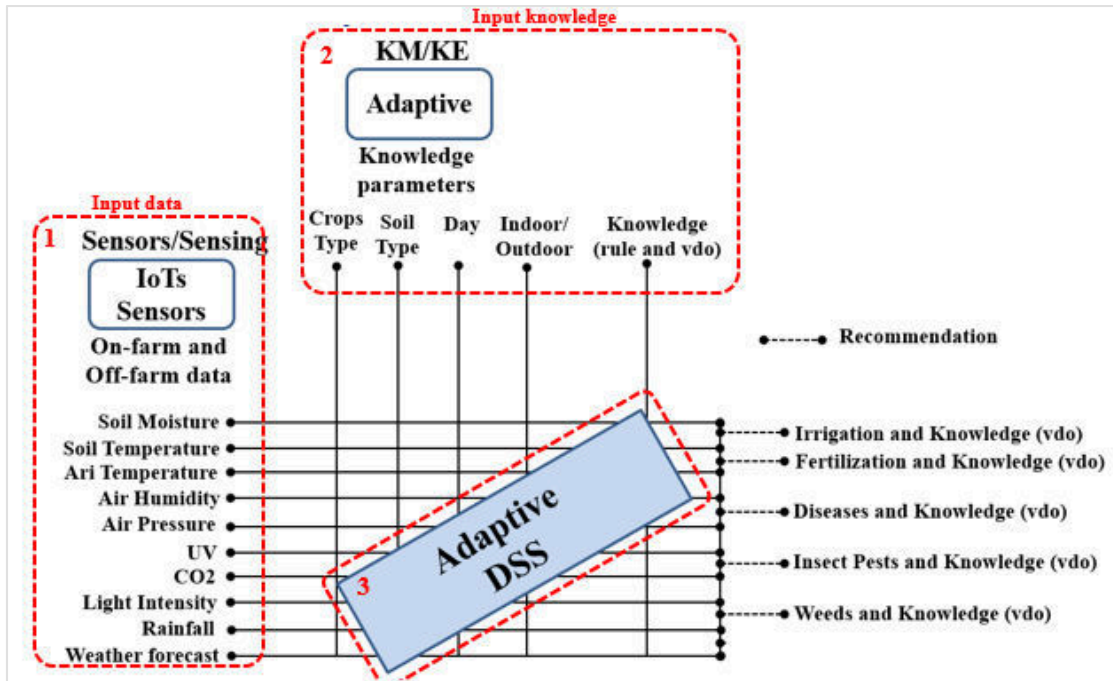 Input knowledge
2
KM/KE
Adaptive
Knowledge
parameters
Crops
Type
Soil
Type
Day
Indoor/
Outdoor
Knowledge
(rule and vdo)
Input data
1
Sensors/Sensing
IoTs
Sensors
On-farm and
Off-farm data
Recommendation
Soil Moisture
Soil Temperature
Ari Temperature
Air Humidity
Air Pressure
UV
CO2
Light Intensity
Rainfall
Weather forecast
3
Adaptive
DSS
Irrigation and Knowledge (vdo)
Fertilization and Knowledge (vdo)
Diseases and Knowledge (vdo)
Insect Pests and Knowledge (vdo)
Weeds and Knowledge (vdo)